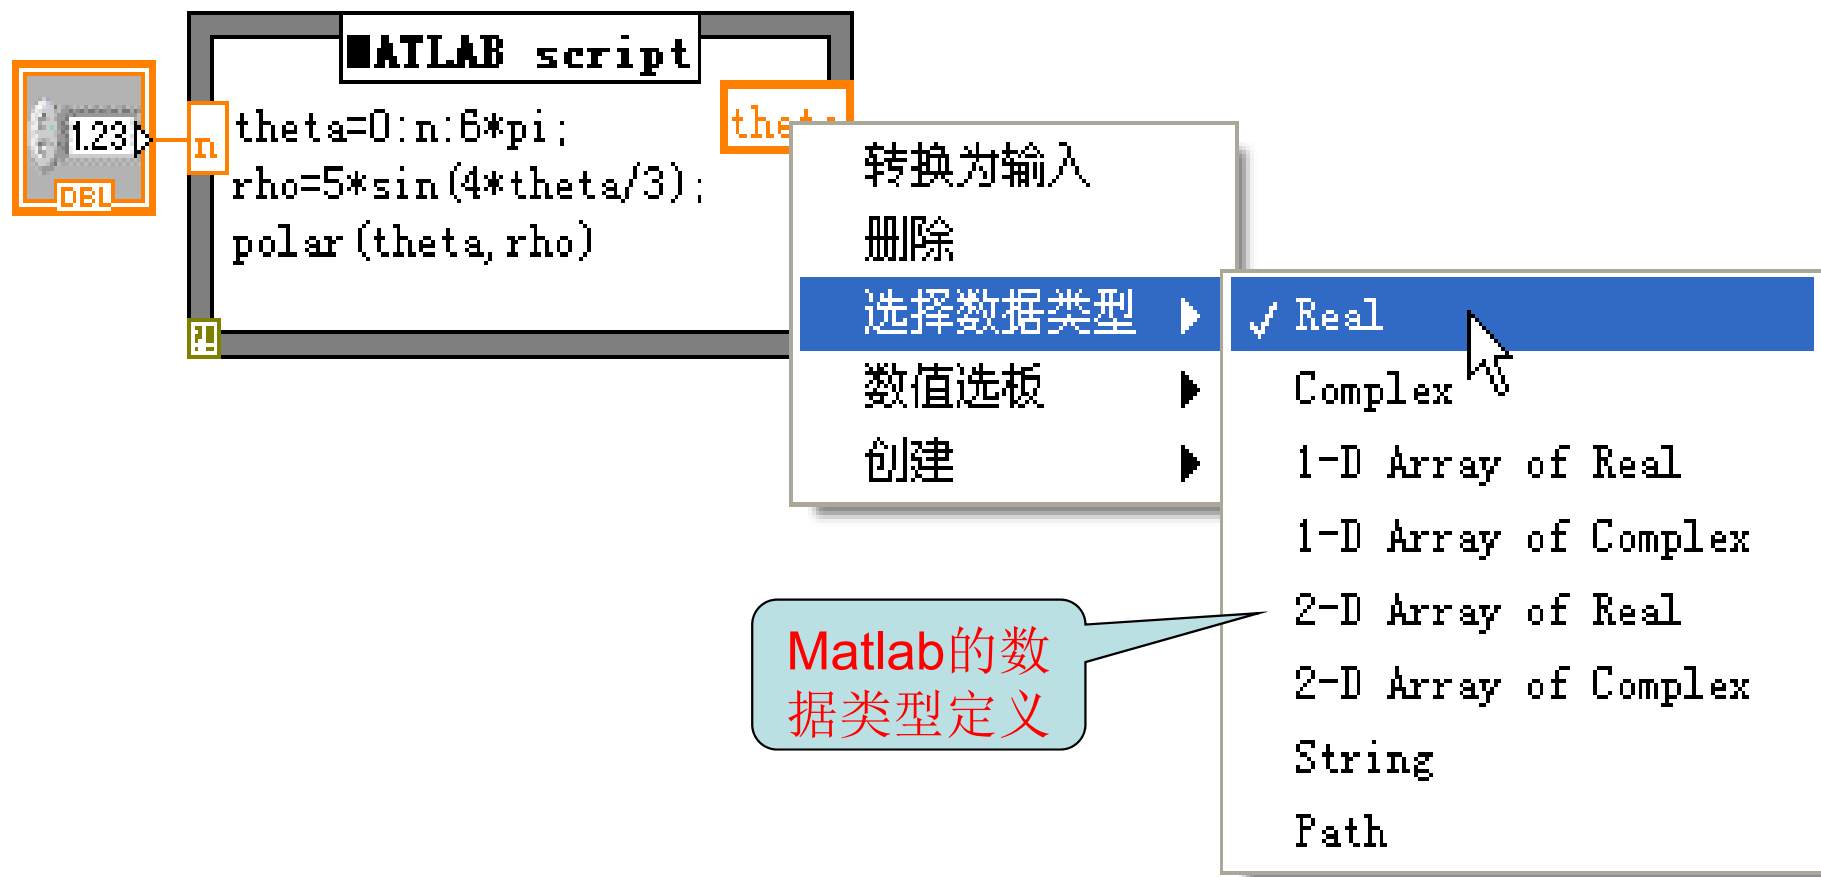 MATLAB script
1.23
DBL
n
theta=0:n:6*pi;
rho=5*sin(4*theta/3);
polar(theta,rho)
转换为输入
删除
选择数据类型
数值选板
创建
Real
Complex
1-D Array of Real
1-D Array of Complex
2-D Array of Real
2-D Array of Complex
String
Path
Matlab的数
据类型定义